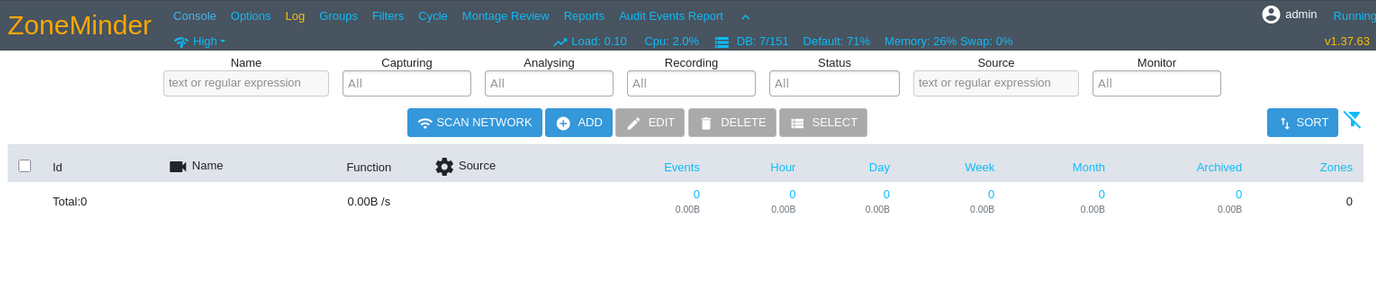 ZoneMinder
Console Options Log Groups Filters Cycle Montage Review Reports Audit Events Report
admin Running
High
Load: 0.10 Cpu: 2.0% DB: 7/151 Default: 71% Memory: 26% Swap: 0%
v1.37.63
Name Capturing Analysing Recording Status Source Monitor
text or regular expression All All All All text or regular expression All
SCAN NETWORK ADD EDIT DELETE SELECT SORT
Id Name Function Source Events Hour Day Week Month Archived Zones
Total:0 0.00B /s 0 0 0 0 0 0 0
0.00B 0.00B 0.00B 0.00B 0.00B 0.00B